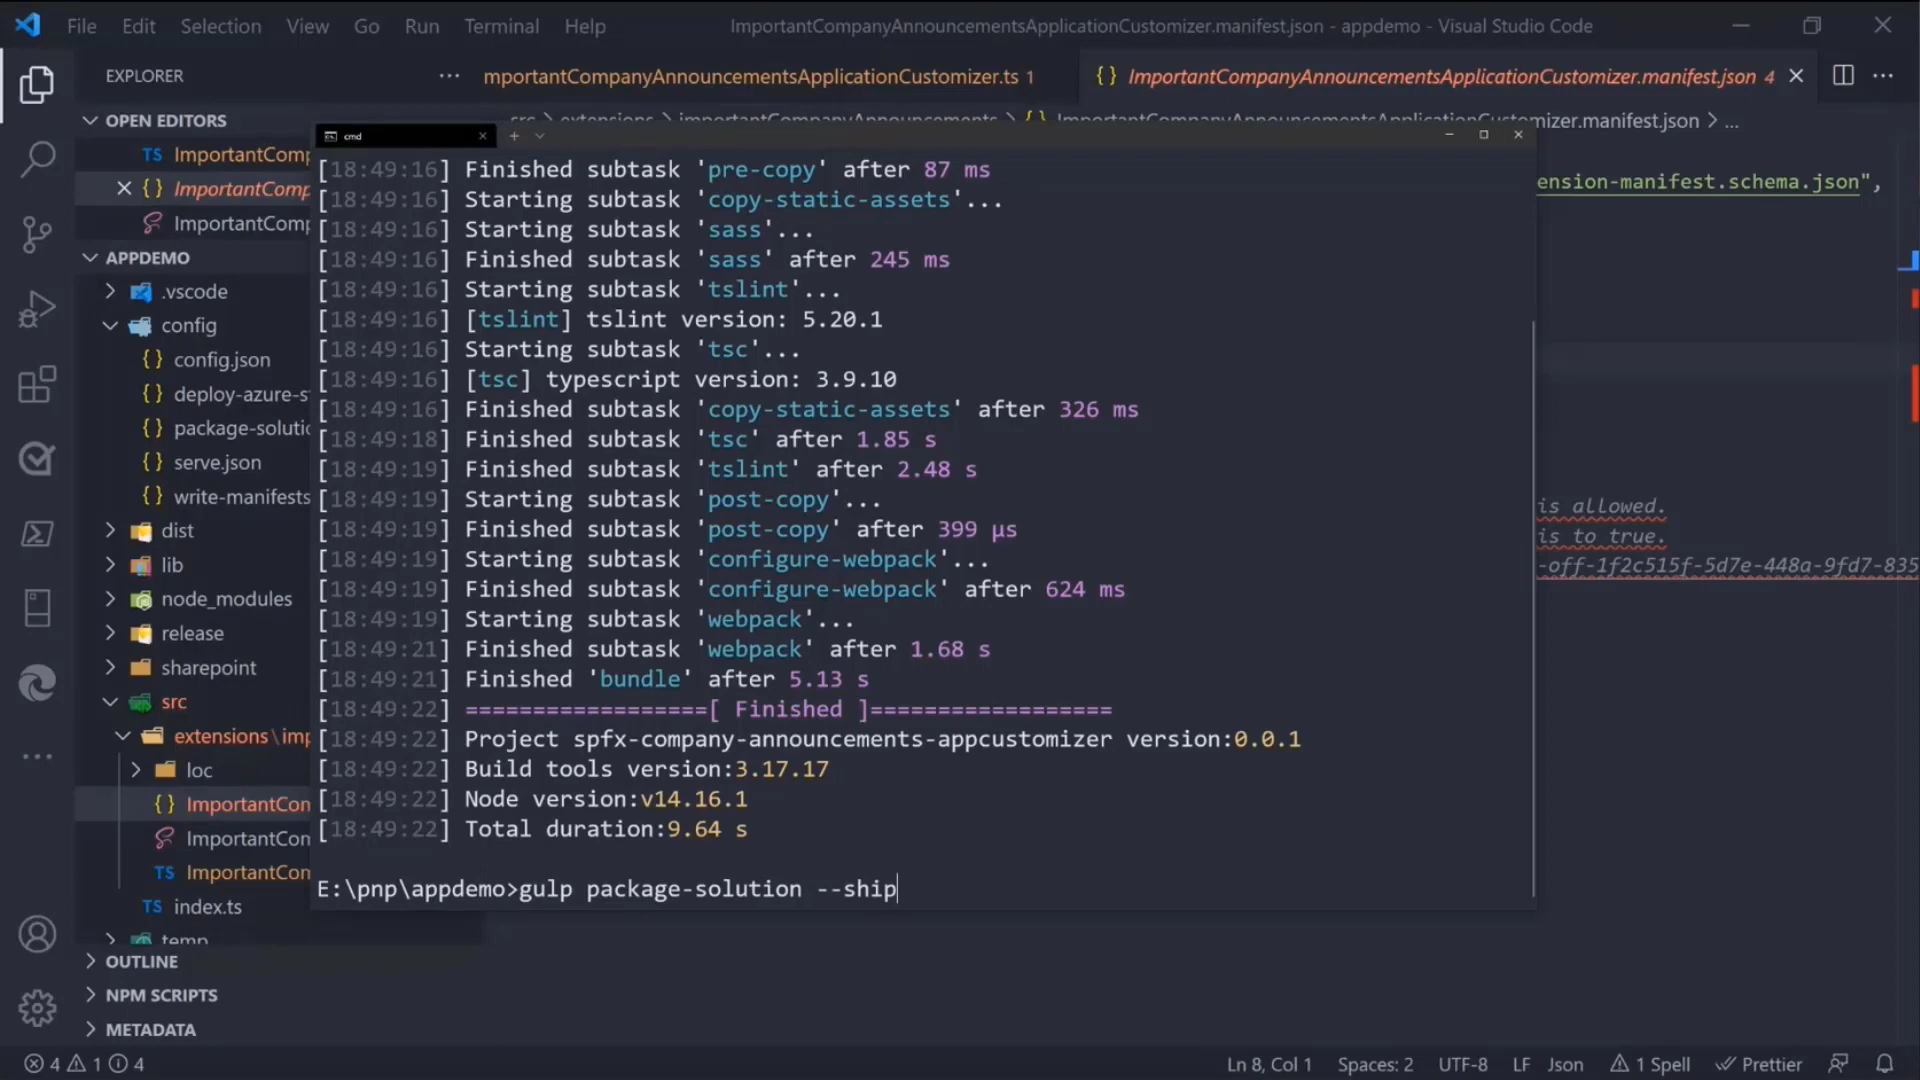 File Edit Selection View Go Run Terminal Help
ImportantCompanyAnnouncementsApplicationCustomizer.manifest.json - appdemo - Visual Studio Code
EXPLORER
mportantCompanyAnnouncementsApplicationCustomizer.ts 1
{} ImportantCompanyAnnouncementsApplicationCustomizer.manifest.json 4
OPEN EDITORS
mizer.manifest.json > ...
TS ImportantComp
{} ImportantComp
ImportantComp
APPDEMO
.vscode
config
{} config.json
{} deploy-azure-s
{} package-solutio
{} serve.json
{} write-manifests
dist
lib
node_modules
release
sharepoint
src
extensions\imp
loc
{} ImportantCon
ImportantCon
TS ImportantCon
TS index.ts
temp
OUTLINE
NPM SCRIPTS
METADATA
cmd
[18:49:16] Finished subtask 'pre-copy' after 87 ms
[18:49:16] Starting subtask 'copy-static-assets'...
[18:49:16] Starting subtask 'sass'...
[18:49:16] Finished subtask 'sass' after 245 ms
[18:49:16] Starting subtask 'tslint'...
[18:49:16] [tslint] tslint version: 5.20.1
[18:49:16] Starting subtask 'tsc'...
[18:49:16] [tsc] typescript version: 3.9.10
[18:49:16] Finished subtask 'copy-static-assets' after 326 ms
[18:49:18] Finished subtask 'tsc' after 1.85 s
[18:49:19] Finished subtask 'tslint' after 2.48 s
[18:49:19] Starting subtask 'post-copy'...
[18:49:19] Finished subtask 'post-copy' after 399 μs
[18:49:19] Starting subtask 'configure-webpack'...
[18:49:19] Finished subtask 'configure-webpack' after 624 ms
[18:49:19] Starting subtask 'webpack'...
[18:49:21] Finished subtask 'webpack' after 1.68 s
[18:49:21] Finished 'bundle' after 5.13 s
[18:49:22] ==================[ Finished ]==================
[18:49:22] Project spfx-company-announcements-appcustomizer version:0.0.1
[18:49:22] Build tools version:3.17.17
[18:49:22] Node version:v14.16.1
[18:49:22] Total duration:9.64 s
E:\pnp\appdemo>gulp package-solution --ship
ension-manifest.schema.json",
is allowed.
is to true.
-off-1f2c515f-5d7e-448a-9fd7-835
4 1 4
Ln 8, Col 1 Spaces: 2 UTF-8 LF Json 1 Spell Prettier